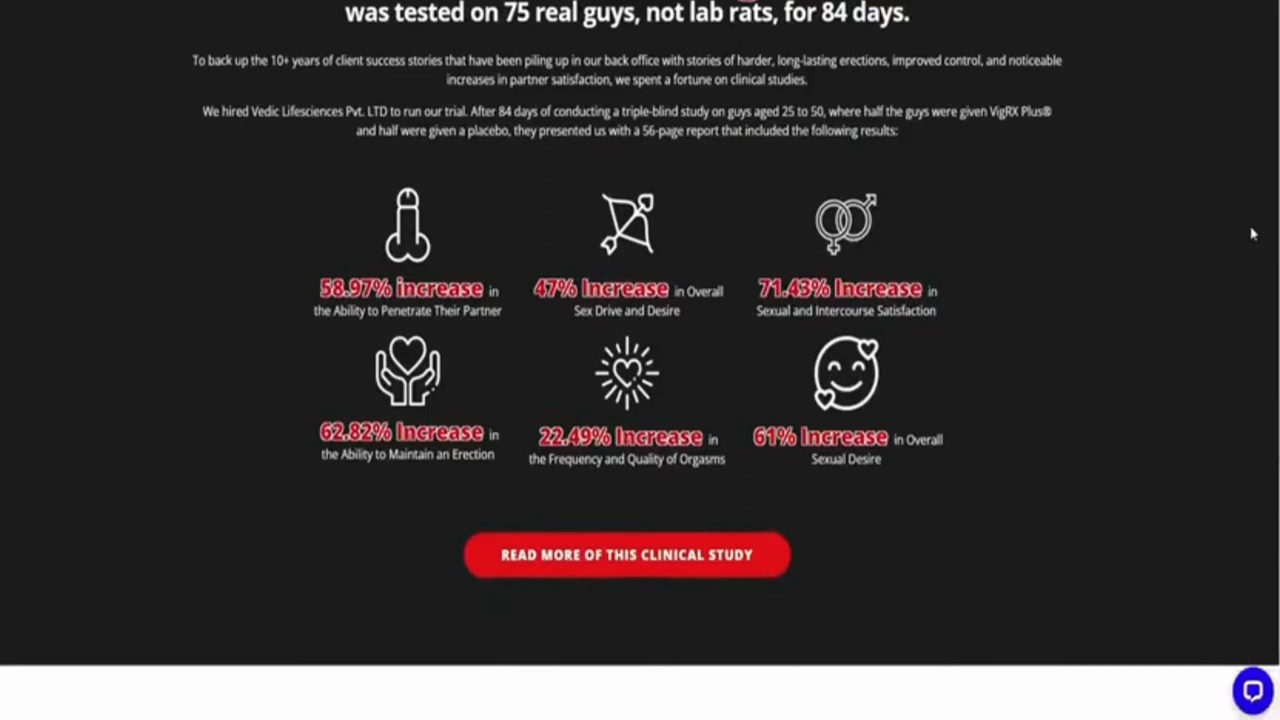 was tested on 75 real guys, not lab rats, for 84 days.
To back up the 10+ years of client success stories that have been piling up in our back office with stories of harder, long-lasting erections, improved control, and noticeable
increases in partner satisfaction, we spent a fortune on clinical studies.
We hired Vedic Lifesciences Pvt. LTD to run our trial. After 84 days of conducting a triple-blind study on guys aged 25 to 50, where half the guys were given VigRX Plus®
and half were given a placebo, they presented us with a 56-page report that included the following results:
58.97% increase in
the Ability to Penetrate Their Partner
47% Increase in Overall
Sex Drive and Desire
71.43% Increase in
Sexual and Intercourse Satisfaction
62.82% Increase in
the Ability to Maintain an Erection
22.49% Increase in
the Frequency and Quality of Orgasms
61% Increase in Overall
Sexual Desire
READ MORE OF THIS CLINICAL STUDY